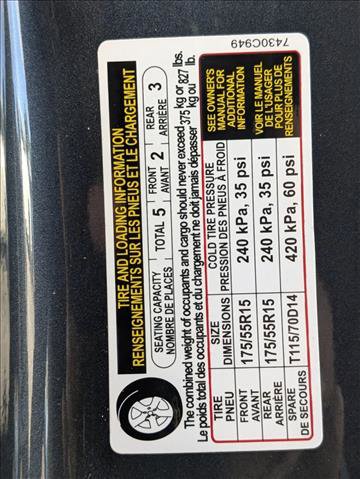 7430C949
TIRE AND LOADING INFORMATION
RENSEIGNEMENTS SUR LES PNEUS ET LE CHARGEMENT
SEATING CAPACITY
NOMBRE DE PLACES
TOTAL 5
FRONT
AVANT 2
REAR
ARRIÈRE 3
The combined weight of occupants and cargo should never exceed 375 kg or 827 lbs.
Le poids total des occupants et du chargement ne doit jamais dépasser kg ou lb.
TIRE
PNEU
SIZE
DIMENSIONS
COLD TIRE PRESSURE
PRESSION DES PNEUS À FROID
SEE OWNER'S
MANUAL FOR
ADDITIONAL
INFORMATION
FRONT
AVANT
175/55R15
240 kPa, 35 psi
REAR
ARRIÈRE
175/55R15
240 kPa, 35 psi
VOIR LE MANUEL
DE L'USAGER
POUR PLUS DE
RENSEIGNEMENTS
SPARE
DE SECOURS
T115/70D14
420 kPa, 60 psi